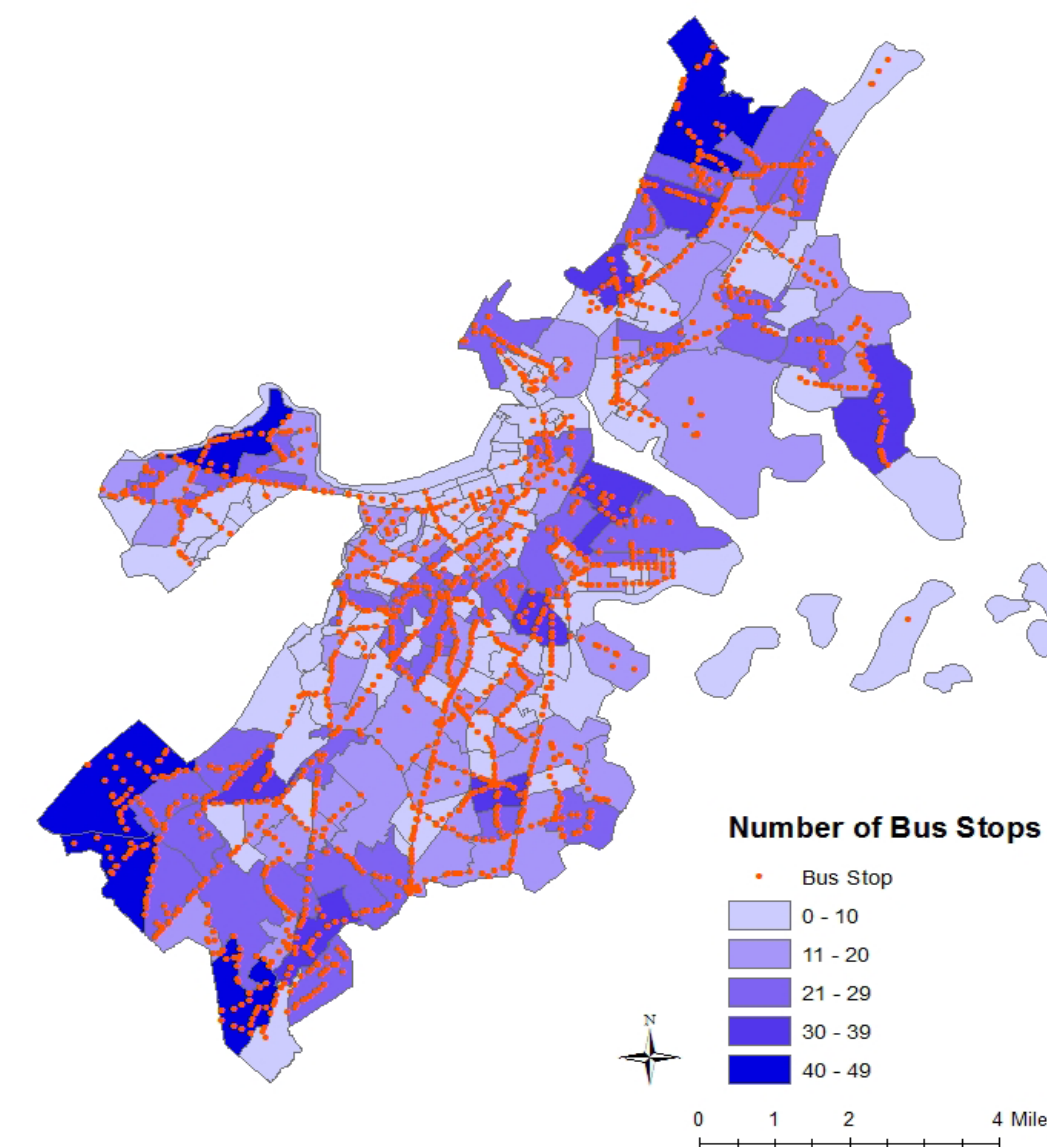 Number of Bus Stops
Bus Stop
0 - 10
11 - 20
21 - 29
30 - 39
40 - 49
N
0 1 2 4 Mile